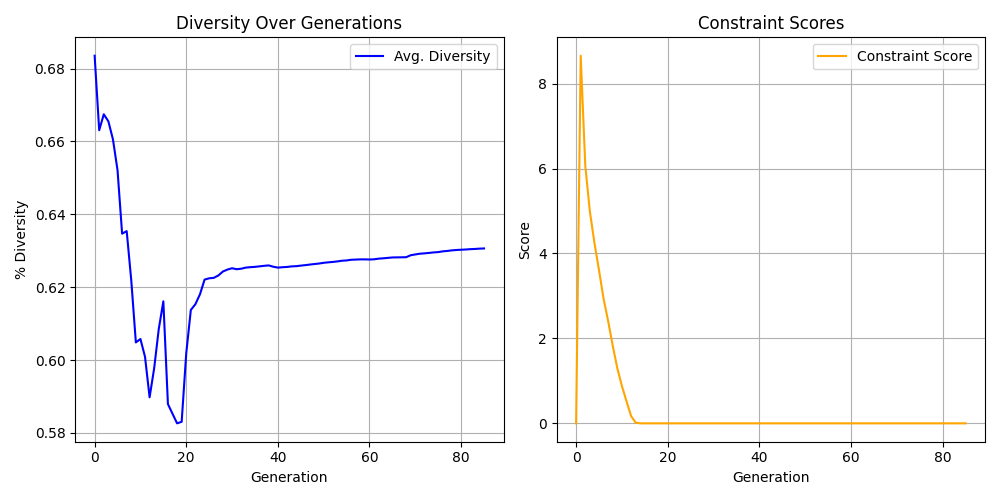 Diversity Over Generations
Avg. Diversity
% Diversity
0.68
0.66
0.64
0.62
0.60
0.58
0
20
40
60
80
Generation
Constraint Scores
Constraint Score
Score
8
6
4
2
0
0
20
40
60
80
Generation